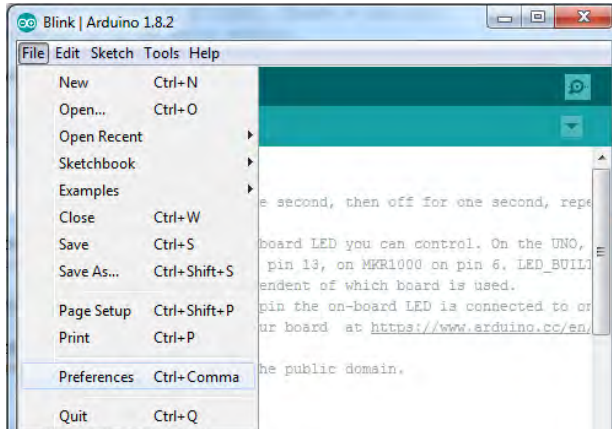 Blink | Arduino 1.8.2
File Edit Sketch Tools Help
New Ctrl+N
Open... Ctrl+O
Open Recent
Sketchbook
Examples
Close Ctrl+W
Save Ctrl+S
Save As... Ctrl+Shift+S
Page Setup Ctrl+Shift+P
Print Ctrl+P
Preferences Ctrl+Comma
Quit Ctrl+Q
e second, then off for one second, repe
board LED you can control. On the UNO,
pin 13, on MKR1000 on pin 6. LED_BUILT
endent of which board is used.
pin the on-board LED is connected to on
ur board at https://www.arduino.cc/en/
he public domain.